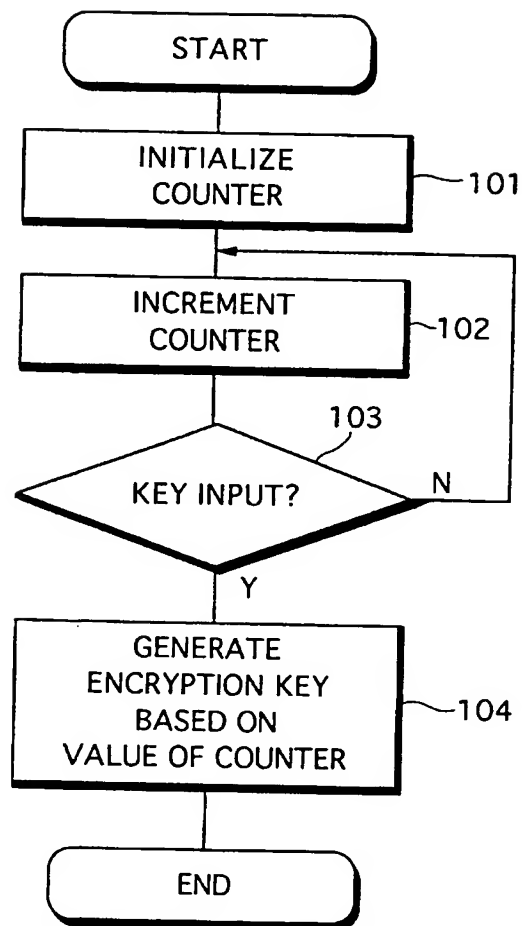 START
INITIALIZE
COUNTER
101
INCREMENT
COUNTER
102
103
KEY INPUT?
N
Y
GENERATE
ENCRYPTION KEY
BASED ON
VALUE OF COUNTER
104
END